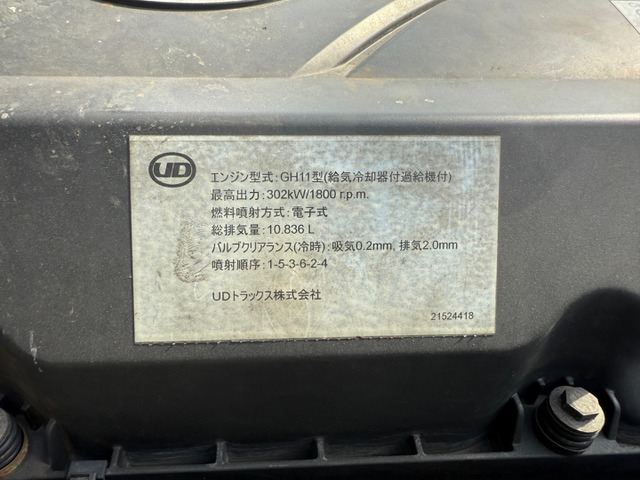 UD
エンジン型式:GH11型(給気冷却器付過給機付)
最高出力:302kW/1800 r.p.m.
燃料噴射方式:電子式
総排気量:10.836 L
バルブクリアランス(冷時):吸気0.2mm, 排気2.0mm
噴射順序:1-5-3-6-2-4
UDトラックス株式会社
21524418